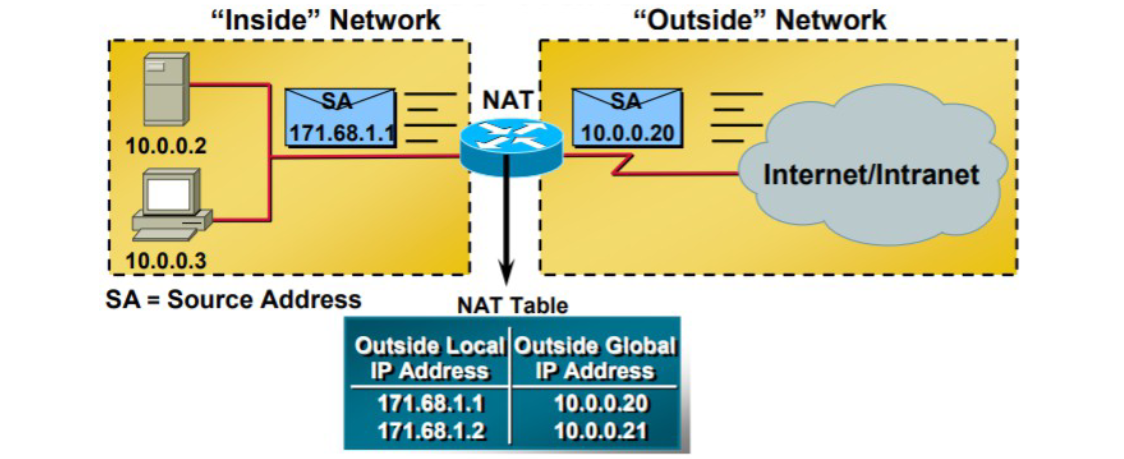 “Inside” Network
“Outside” Network
SA
171.68.1.1
NAT
SA
10.0.0.20
10.0.0.2
Internet/Intranet
10.0.0.3
SA = Source Address
NAT Table
Outside Local IP Address
Outside Global IP Address
171.68.1.1
10.0.0.20
171.68.1.2
10.0.0.21